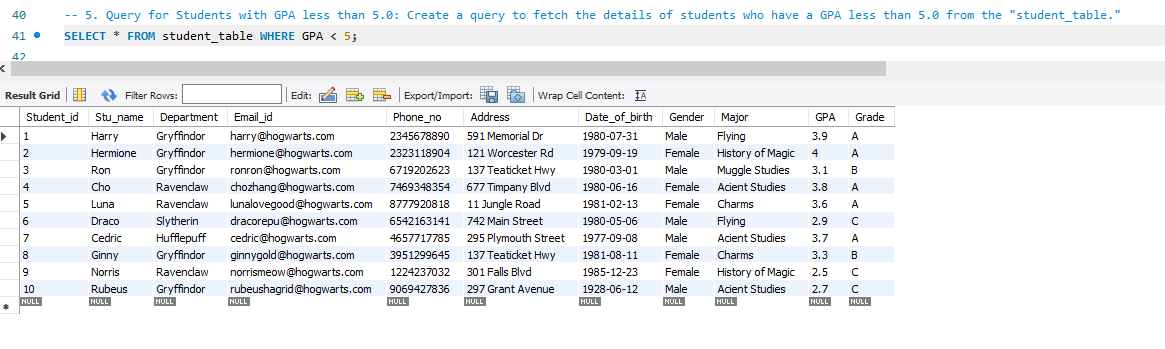 40 -- 5. Query for Students with GPA less than 5.0: Create a query to fetch the details of students who have a GPA less than 5.0 from the "student_table."
41 SELECT * FROM student_table WHERE GPA < 5;
42
Result Grid Filter Rows: Edit: Export/Import: Wrap Cell Content: IA
Student_id Stu_name Department Email_id Phone_no Address Date_of_birth Gender Major GPA Grade
1 Harry Gryffindor harry@hogwarts.com 2345678890 591 Memorial Dr 1980-07-31 Male Flying 3.9 A
2 Hermione Gryffindor hermione@hogwarts.com 2323118904 121 Worcester Rd 1979-09-19 Female History of Magic 4 A
3 Ron Gryffindor ronron@hogwarts.com 6719202623 137 Teaticket Hwy 1980-03-01 Male Muggle Studies 3.1 B
4 Cho Ravenclaw chozhang@hogwarts.com 7469348354 677 Timpany Blvd 1980-06-16 Female Acient Studies 3.8 A
5 Luna Ravenclaw lunalovegood@hogwarts.com 8777920818 11 Jungle Road 1981-02-13 Female Charms 3.6 A
6 Draco Slytherin dracorepu@hogwarts.com 6542163141 742 Main Street 1980-05-06 Male Flying 2.9 C
7 Cedric Hufflepuff cedric@hogwarts.com 4657717785 295 Plymouth Street 1977-09-08 Male Acient Studies 3.7 A
8 Ginny Gryffindor ginnygold@hogwarts.com 3951299645 137 Teaticket Hwy 1981-08-11 Female Charms 3.3 B
9 Norris Ravenclaw norrismeow@hogwarts.com 1224237032 301 Falls Blvd 1985-12-23 Female History of Magic 2.5 C
10 Rubeus Gryffindor rubeushagrid@hogwarts.com 9069427836 297 Grant Avenue 1928-06-12 Male Acient Studies 2.7 C
NULL NULL NULL NULL NULL NULL NULL NULL NULL NULL NULL